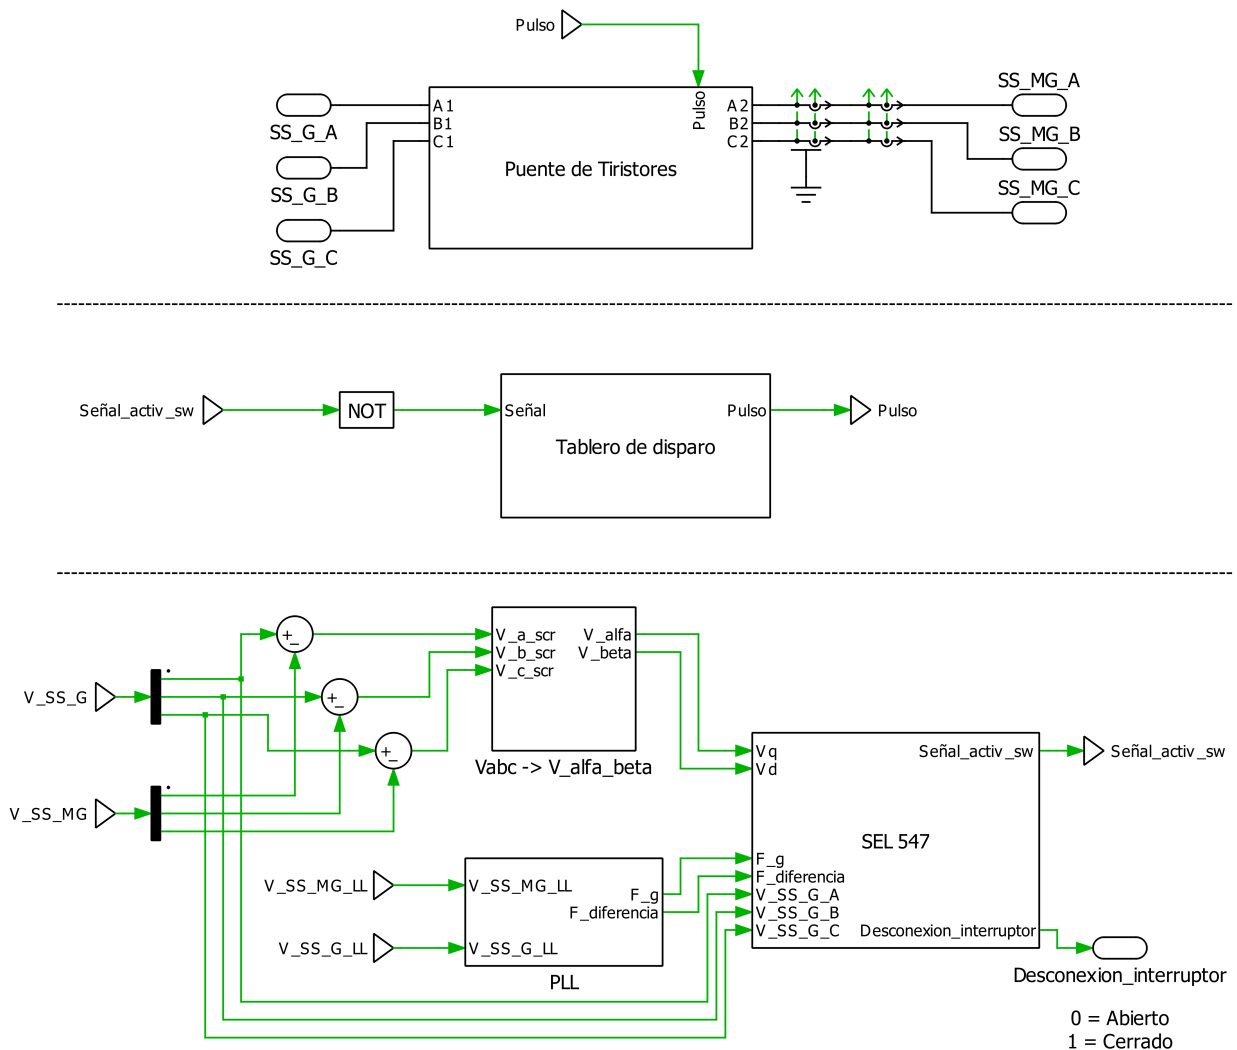 Pulso
SS_G_A
SS_G_B
SS_G_C
A1
B1
C1
Pulso
Puente de Tiristores
A2
B2
C2
SS_MG_A
SS_MG_B
SS_MG_C
Señal_activ_sw
NOT
Señal
Pulso
Tablero de disparo
Pulso
V_SS_G
V_SS_MG
+
−
+
−
+
−
V_a_scr
V_b_scr
V_c_scr
V_alfa
V_beta
Vabc -> V_alfa_beta
V_SS_MG_LL
V_SS_G_LL
V_SS_MG_LL
V_SS_G_LL
F_g
F_diferencia
PLL
Vq
Vd
F_g
F_diferencia
V_SS_G_A
V_SS_G_B
V_SS_G_C
SEL 547
Señal_activ_sw
Desconexion_interruptor
Señal_activ_sw
Desconexion_interruptor
0 = Abierto
1 = Cerrado